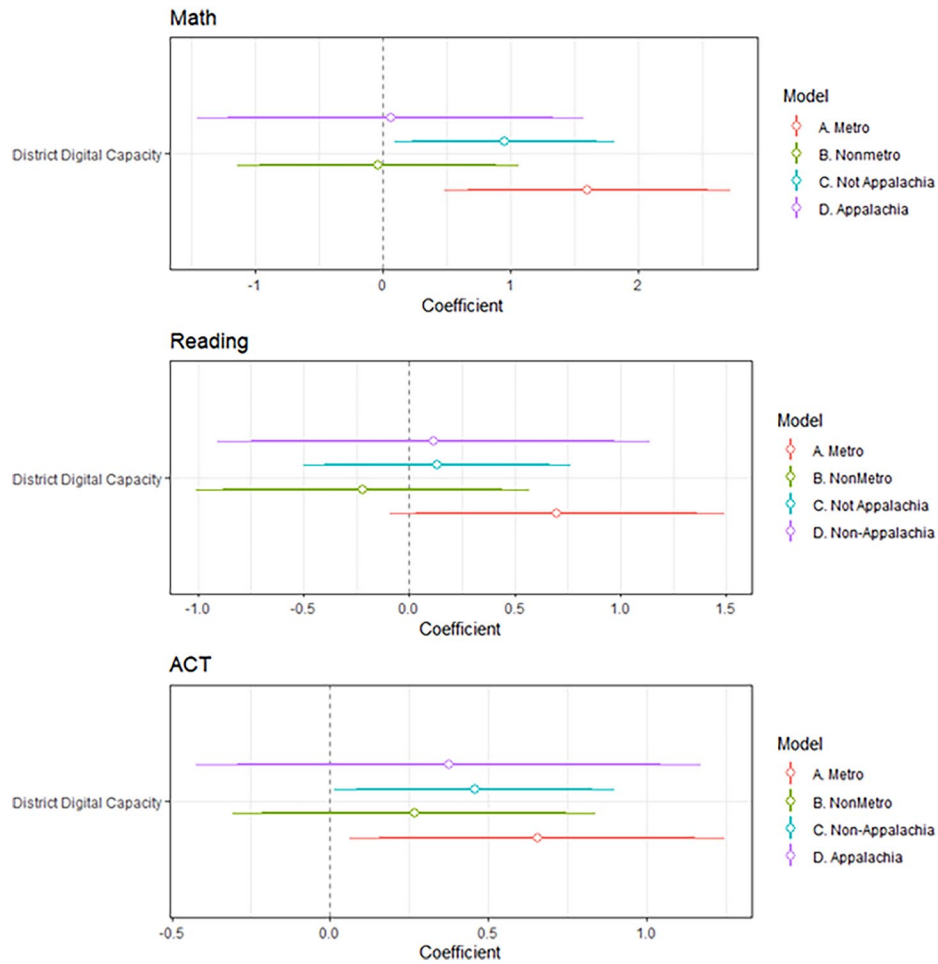 Math
District Digital Capacity
-1 0 1 2
Coefficient
Model
A. Metro
B. Nonmetro
C. Not Appalachia
D. Appalachia
Reading
District Digital Capacity
-1.0 -0.5 0.0 0.5 1.0 1.5
Coefficient
Model
A. Metro
B. NonMetro
C. Not Appalachia
D. Non-Appalachia
ACT
District Digital Capacity
-0.5 0.0 0.5 1.0
Coefficient
Model
A. Metro
B. NonMetro
C. Non-Appalachia
D. Appalachia